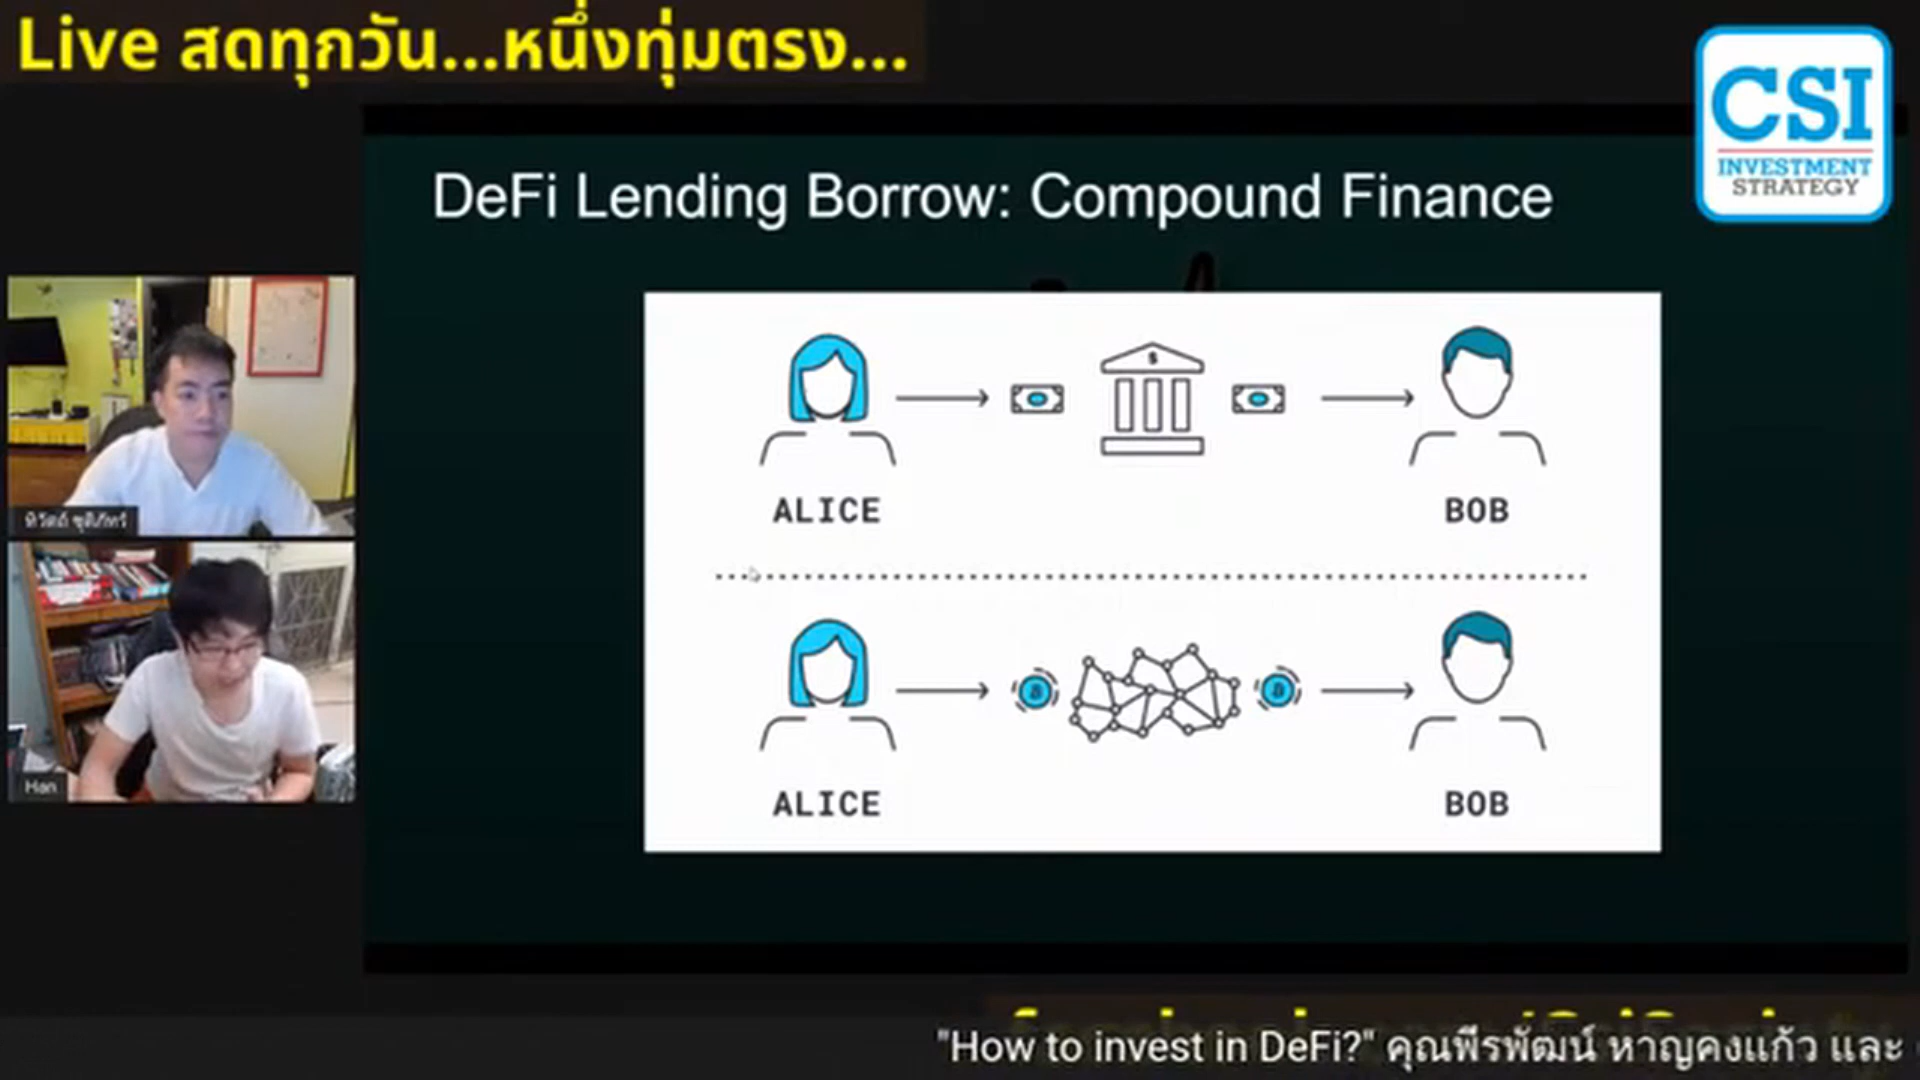 Live สดทุกวัน...หนึ่งทุ่มตรง...
CSI
INVESTMENT
STRATEGY
DeFi Lending Borrow: Compound Finance
$
ALICE
BOB
ALICE
BOB
Han
"How to invest in DeFi?" คุณพีรพัฒน์ หาญคงแก้ว และ